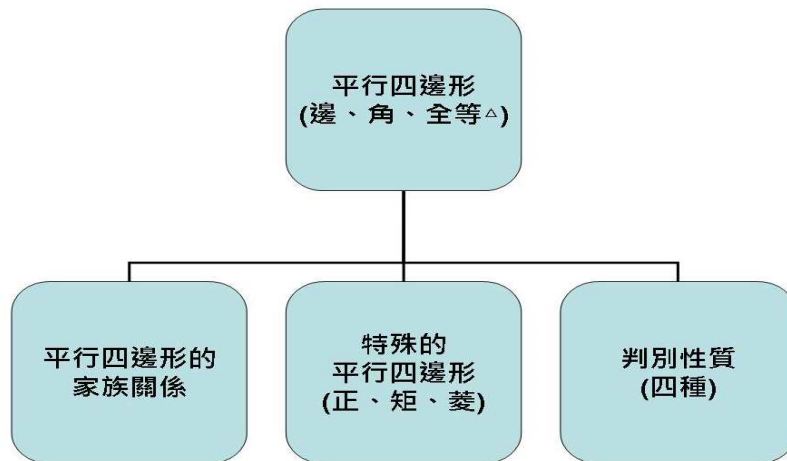 平行四邊形
(邊、角、全等△)
平行四邊形的
家族關係
特殊的
平行四邊形
(正、矩、菱)
判別性質
(四種)